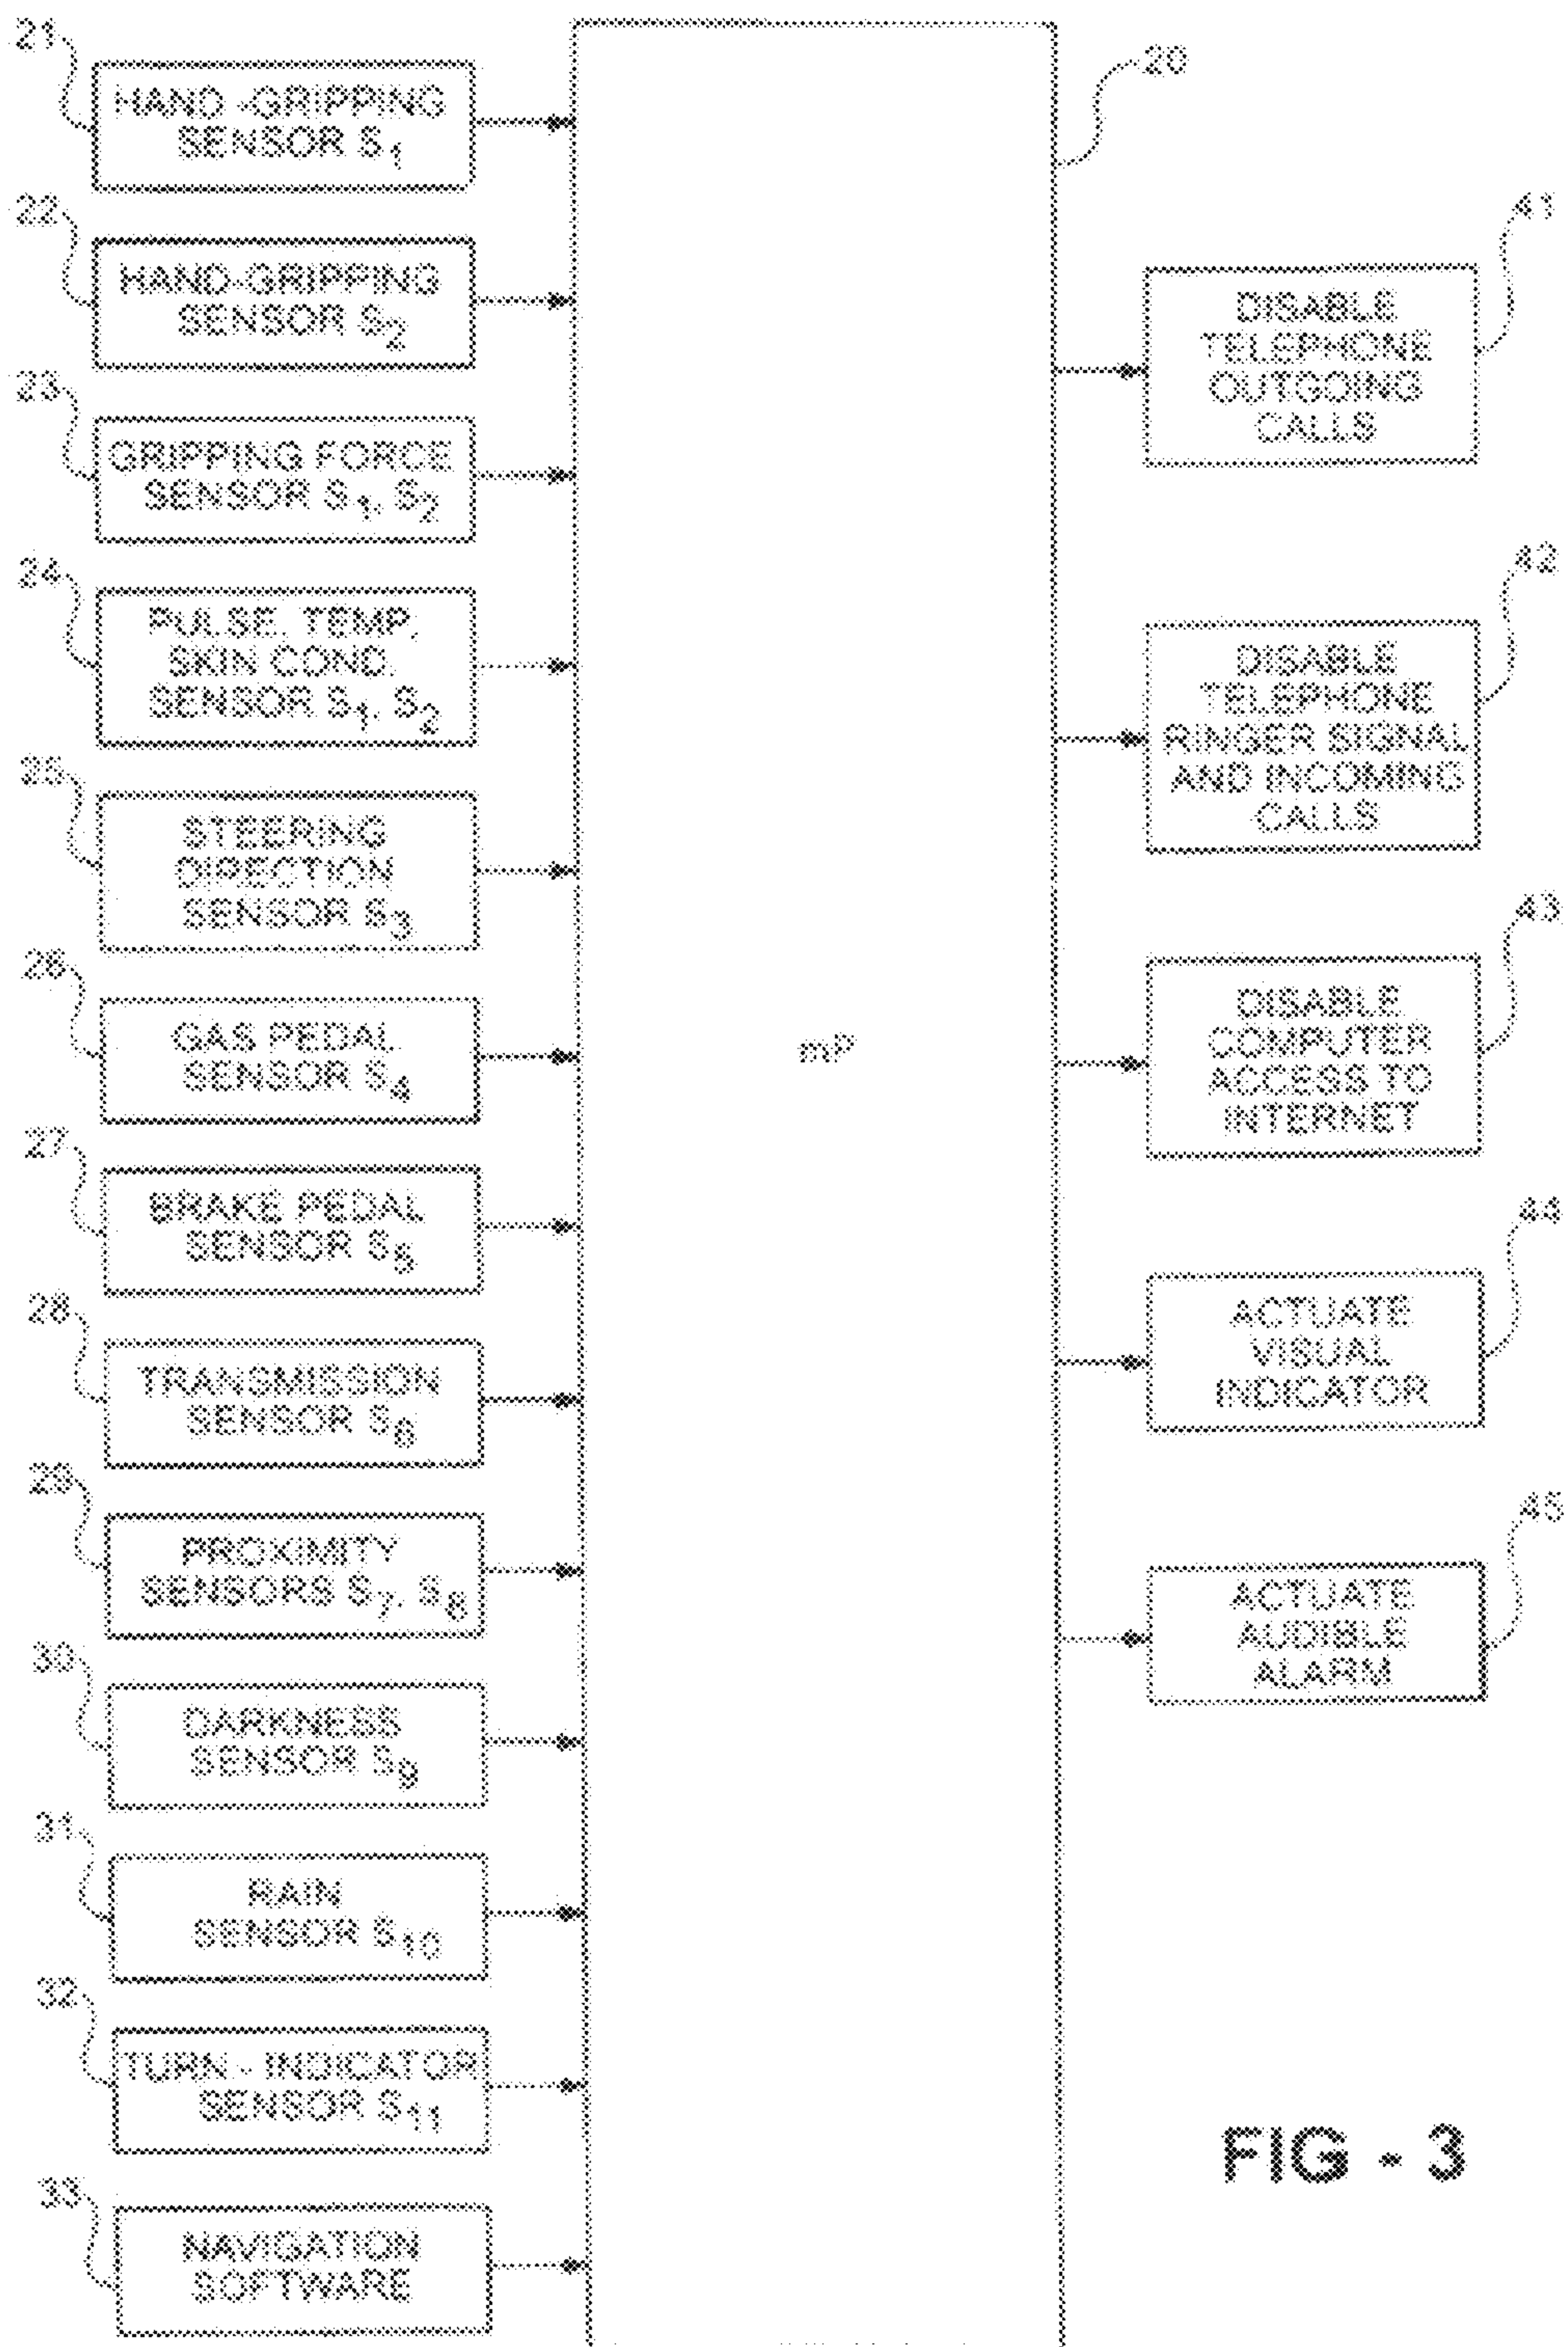 21
HAND-GRIPPING
SENSOR S1
22
HAND-GRIPPING
SENSOR S2
23
GRIPPING FORCE
SENSOR S1, S2
24
PULSE, TEMP,
SKIN COND.
SENSOR S1, S2
25
STEERING
DIRECTION
SENSOR S3
26
GAS PEDAL
SENSOR S4
27
BRAKE PEDAL
SENSOR S5
28
TRANSMISSION
SENSOR S6
29
PROXIMITY
SENSORS S7, S8
30
DARKNESS
SENSOR S9
31
RAIN
SENSOR S10
32
TURN - INDICATOR
SENSOR S11
33
NAVIGATION
SOFTWARE
mP
20
41
DISABLE
TELEPHONE
OUTGOING
CALLS
42
DISABLE
TELEPHONE
RINGER SIGNAL
AND INCOMING
CALLS
43
DISABLE
COMPUTER
ACCESS TO
INTERNET
44
ACTUATE
VISUAL
INDICATOR
45
ACTUATE
AUDIBLE
ALARM
FIG - 3